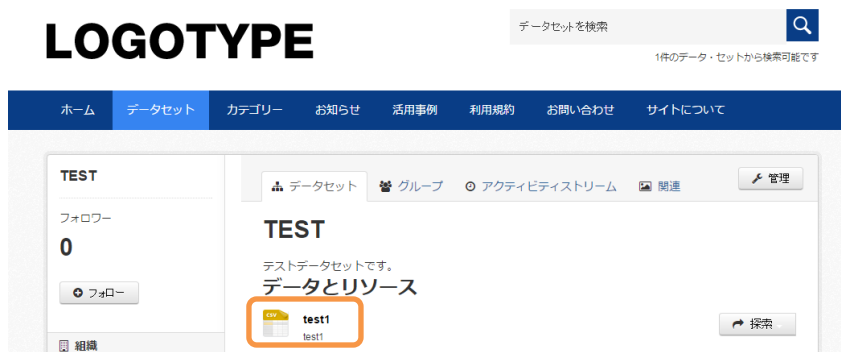 LOGOTYPE
データセットを検索
1件のデータ・セットから検索可能です
ホーム データセット カテゴリー お知らせ 活用事例 利用規約 お問い合わせ サイトについて
TEST
フォロワー
0
フォロー
組織
データセット グループ アクティビティストリーム 関連 管理
TEST
テストデータセットです。
データとリソース
CSV
test1
test1
探索